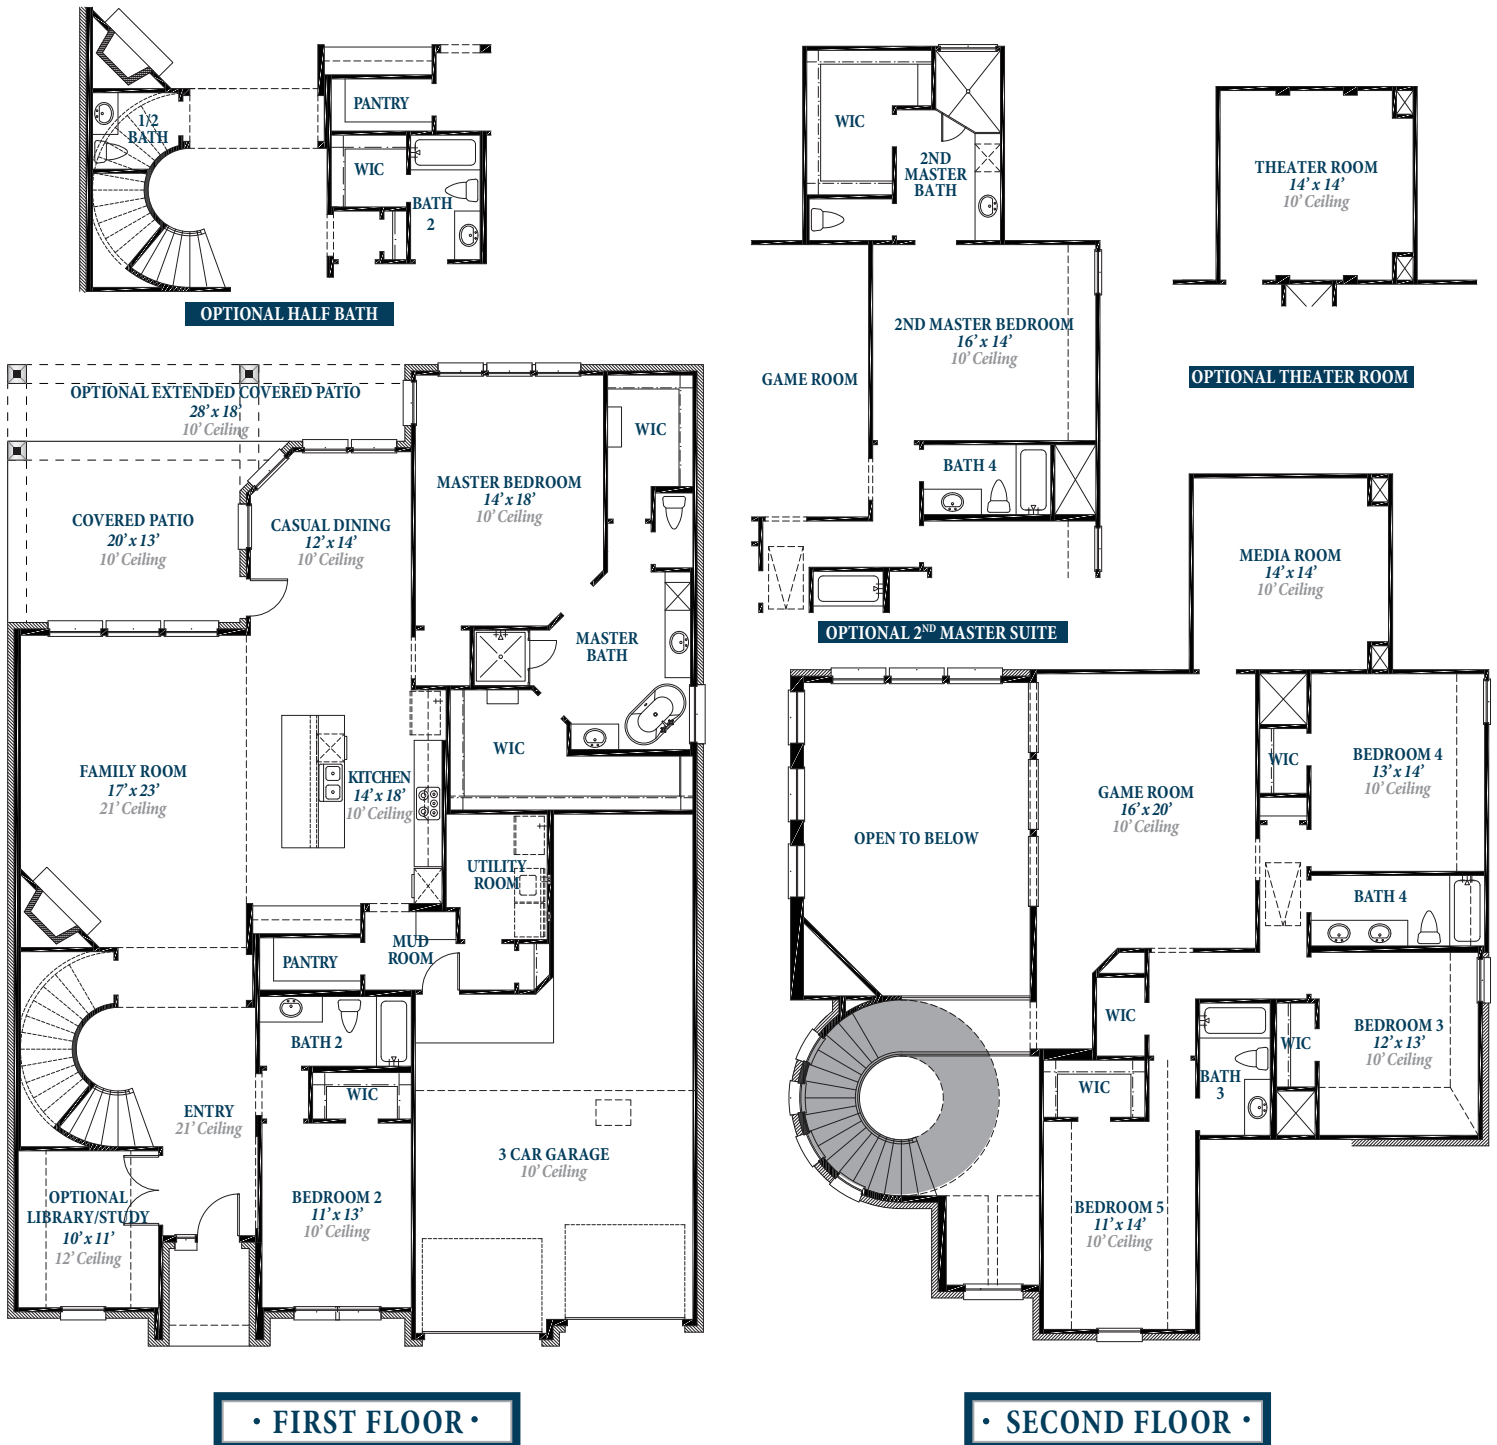 1/2
BATH
PANTRY
WIC
BATH
2
OPTIONAL HALF BATH
WIC
2ND
MASTER
BATH
2ND MASTER BEDROOM
16' x 14'
10' Ceiling
GAME ROOM
BATH 4
OPTIONAL 2ND MASTER SUITE
THEATER ROOM
14' x 14'
10' Ceiling
OPTIONAL THEATER ROOM
OPTIONAL EXTENDED COVERED PATIO
28' x 18'
10' Ceiling
COVERED PATIO
20' x 13'
10' Ceiling
CASUAL DINING
12' x 14'
10' Ceiling
MASTER BEDROOM
14' x 18'
10' Ceiling
WIC
MASTER
BATH
WIC
FAMILY ROOM
17' x 23'
21' Ceiling
KITCHEN
14' x 18'
10' Ceiling
UTILITY
ROOM
MUD
ROOM
PANTRY
BATH 2
WIC
ENTRY
21' Ceiling
3 CAR GARAGE
10' Ceiling
OPTIONAL
LIBRARY/STUDY
10' x 11'
12' Ceiling
BEDROOM 2
11' x 13'
10' Ceiling
• FIRST FLOOR •
MEDIA ROOM
14' x 14'
10' Ceiling
OPEN TO BELOW
GAME ROOM
16' x 20'
10' Ceiling
WIC
BEDROOM 4
13' x 14'
10' Ceiling
BATH 4
WIC
BATH
3
WIC
BEDROOM 3
12' x 13'
10' Ceiling
WIC
BEDROOM 5
11' x 14'
10' Ceiling
• SECOND FLOOR •